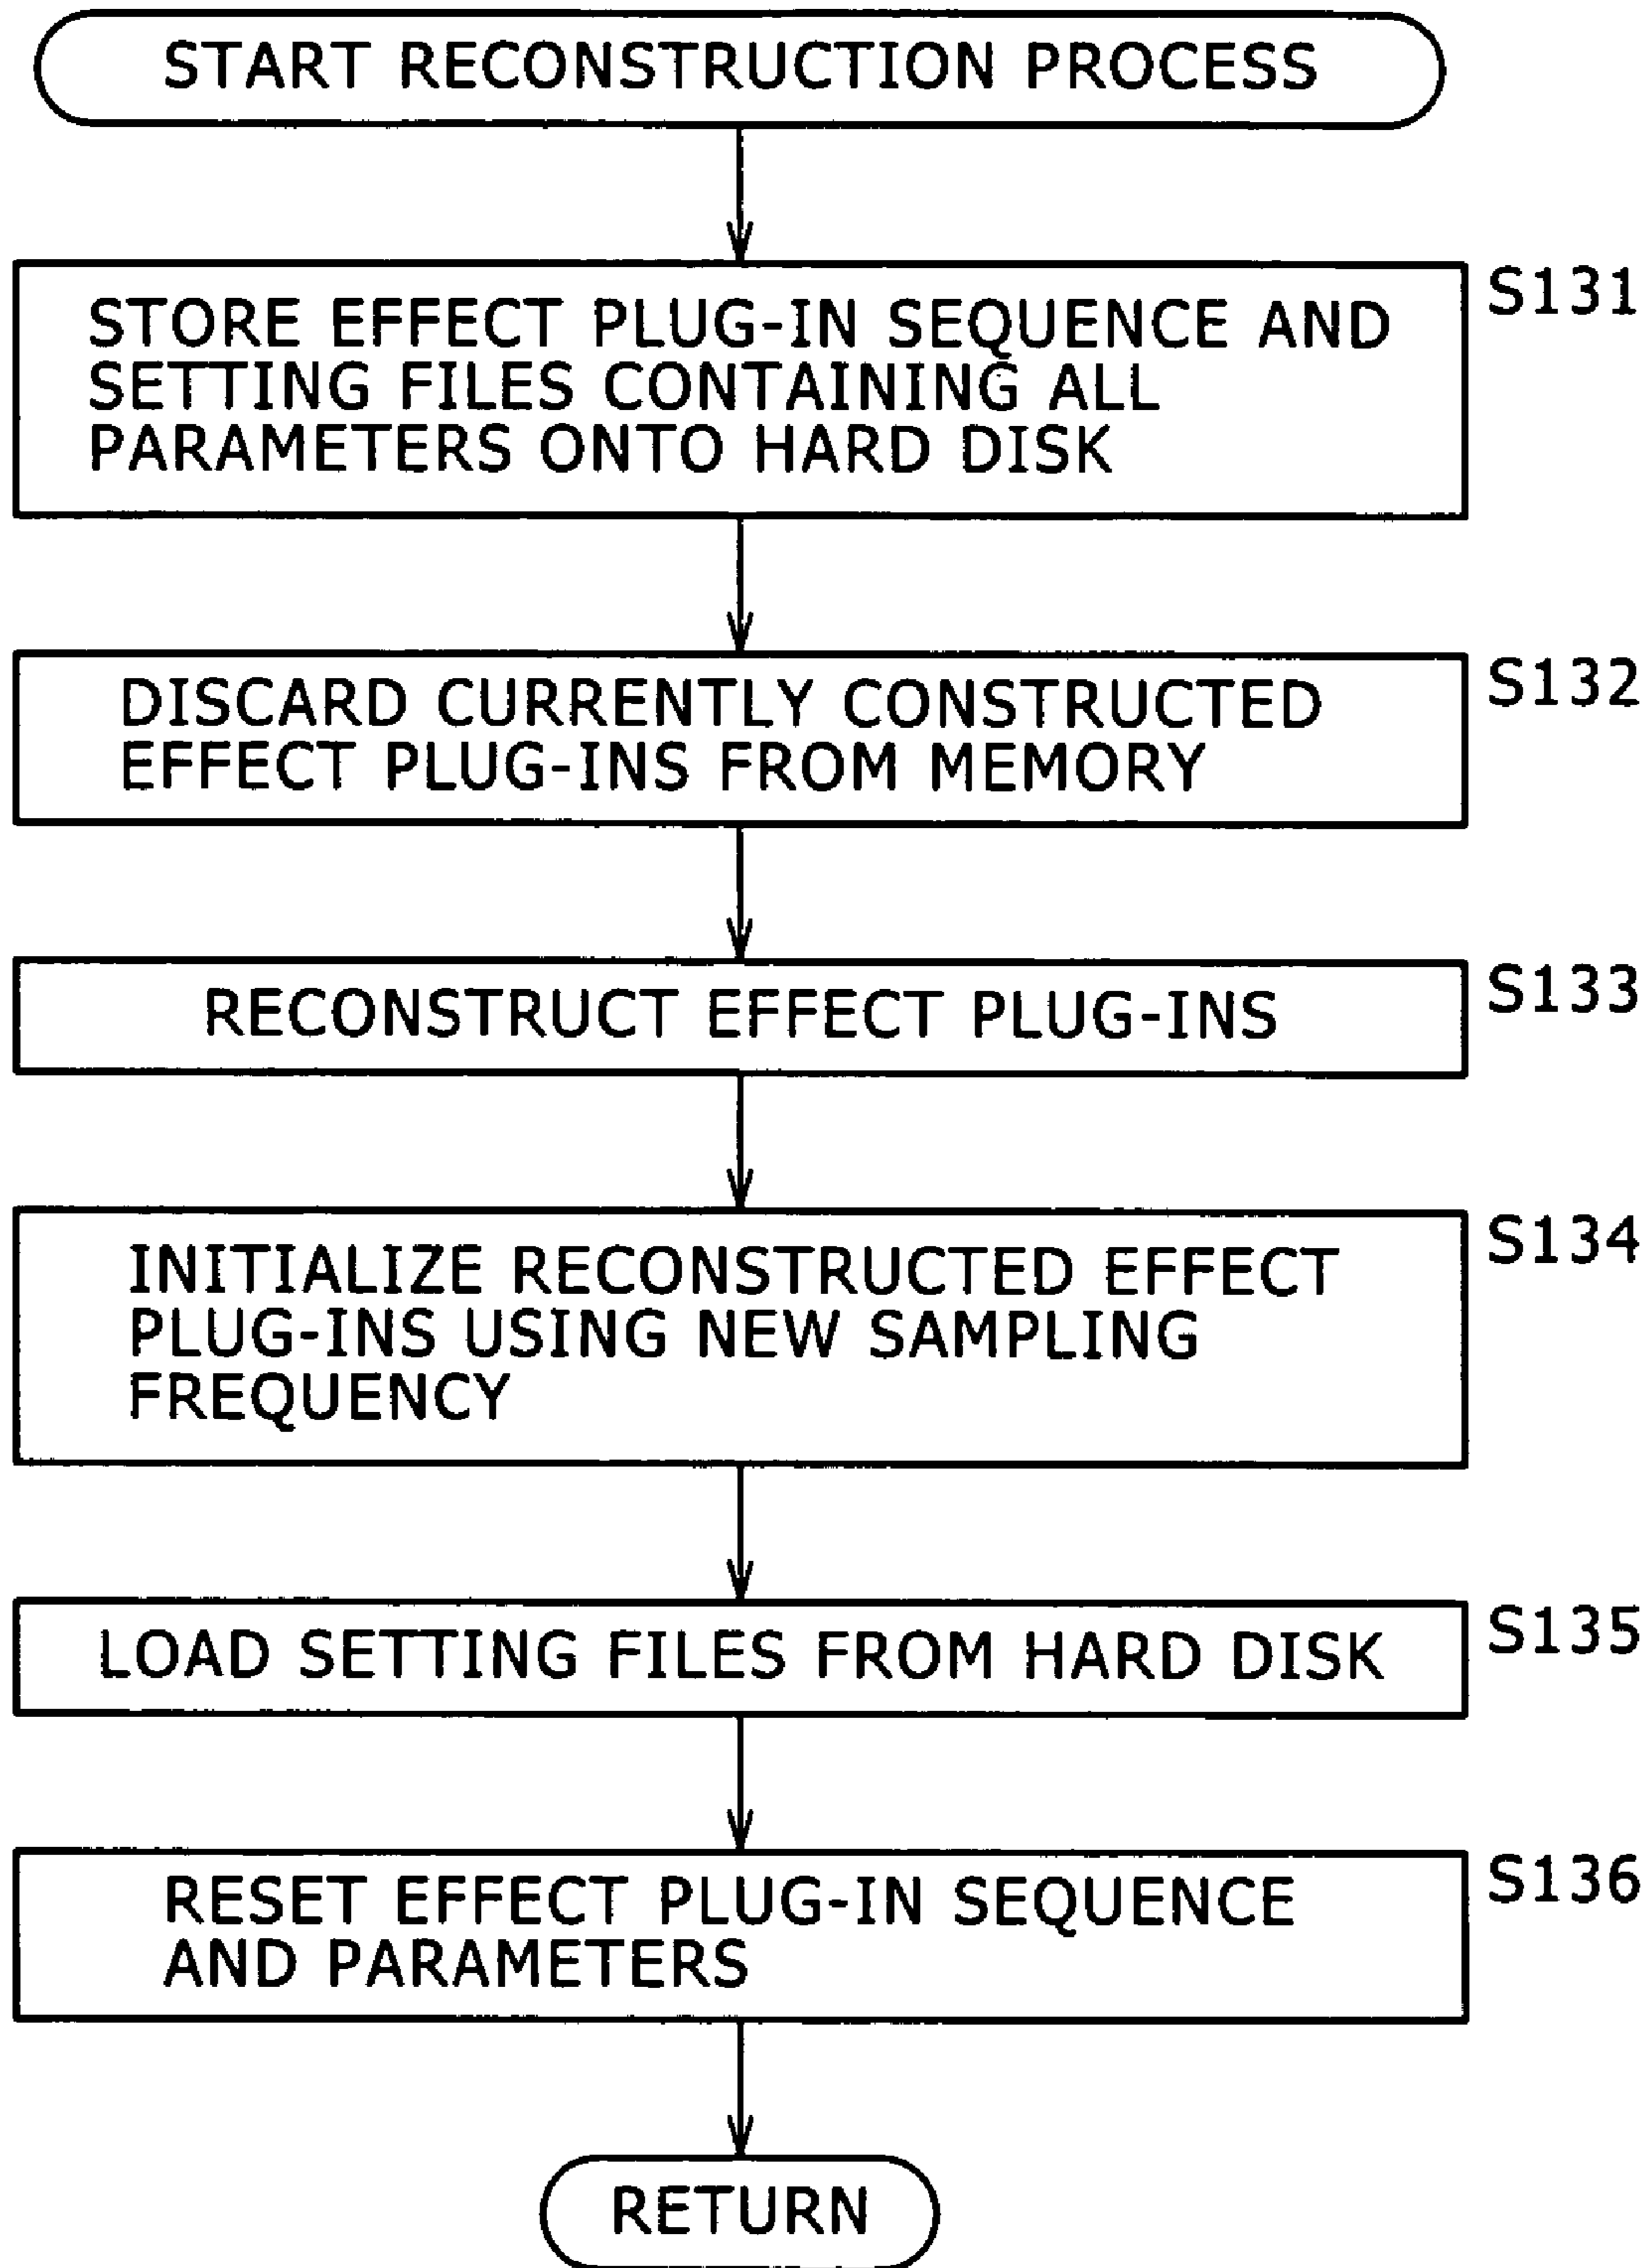 START RECONSTRUCTION PROCESS
S131
STORE EFFECT PLUG-IN SEQUENCE AND
SETTING FILES CONTAINING ALL
PARAMETERS ONTO HARD DISK
S132
DISCARD CURRENTLY CONSTRUCTED
EFFECT PLUG-INS FROM MEMORY
S133
RECONSTRUCT EFFECT PLUG-INS
S134
INITIALIZE RECONSTRUCTED EFFECT
PLUG-INS USING NEW SAMPLING
FREQUENCY
S135
LOAD SETTING FILES FROM HARD DISK
S136
RESET EFFECT PLUG-IN SEQUENCE
AND PARAMETERS
RETURN